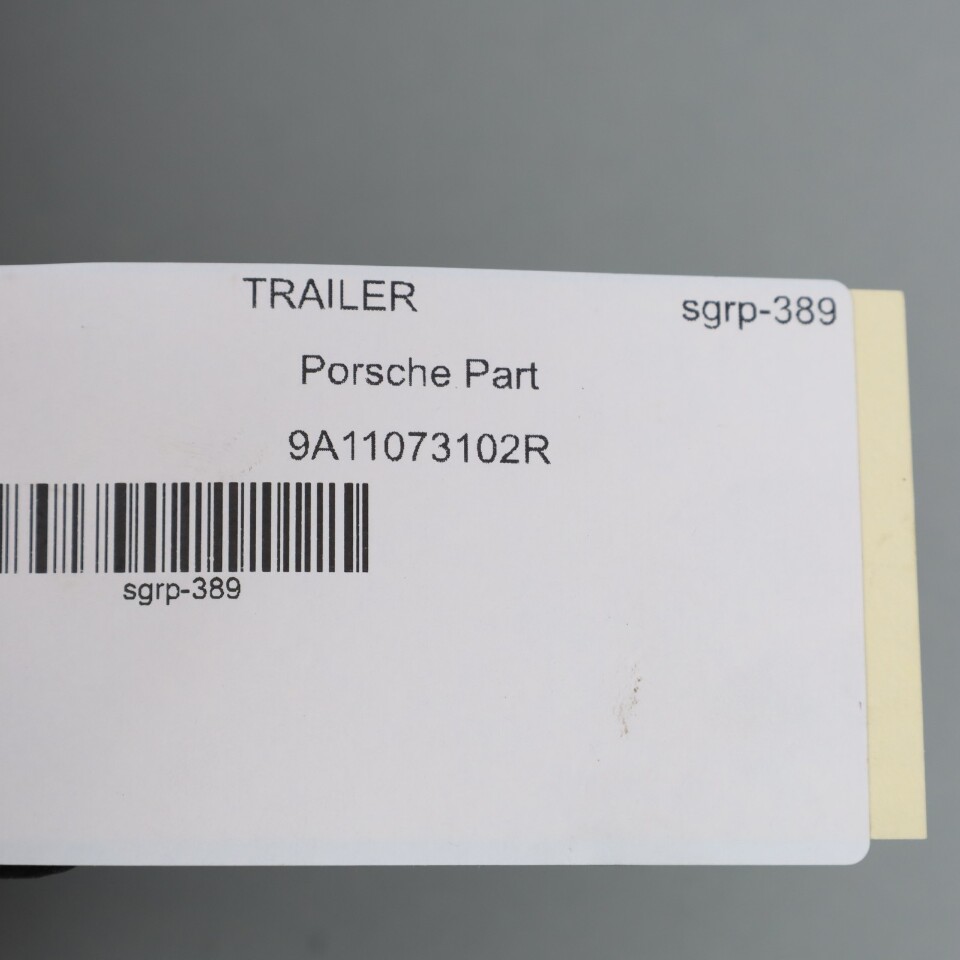 TRAILER sgrp-389
Porsche Part
9A11073102R
sgrp-389